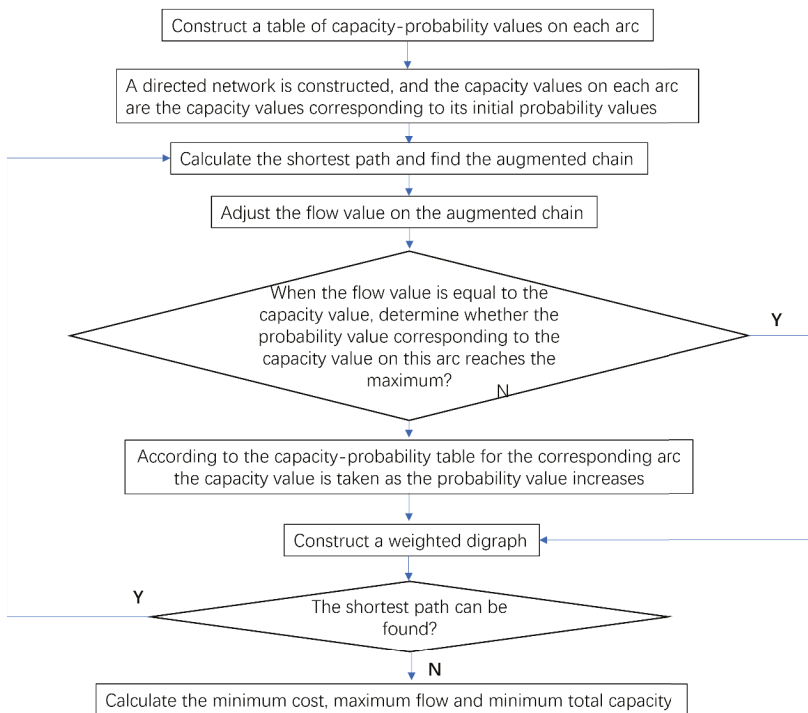 Construct a table of capacity-probability values on each arc
A directed network is constructed, and the capacity values on each arc
are the capacity values corresponding to its initial probability values
Calculate the shortest path and find the augmented chain
Adjust the flow value on the augmented chain
When the flow value is equal to the
capacity value, determine whether the
probability value corresponding to the
capacity value on this arc reaches the
maximum?
Y
N
According to the capacity-probability table for the corresponding arc
the capacity value is taken as the probability value increases
Construct a weighted digraph
Y
The shortest path can be
found?
N
Calculate the minimum cost, maximum flow and minimum total capacity